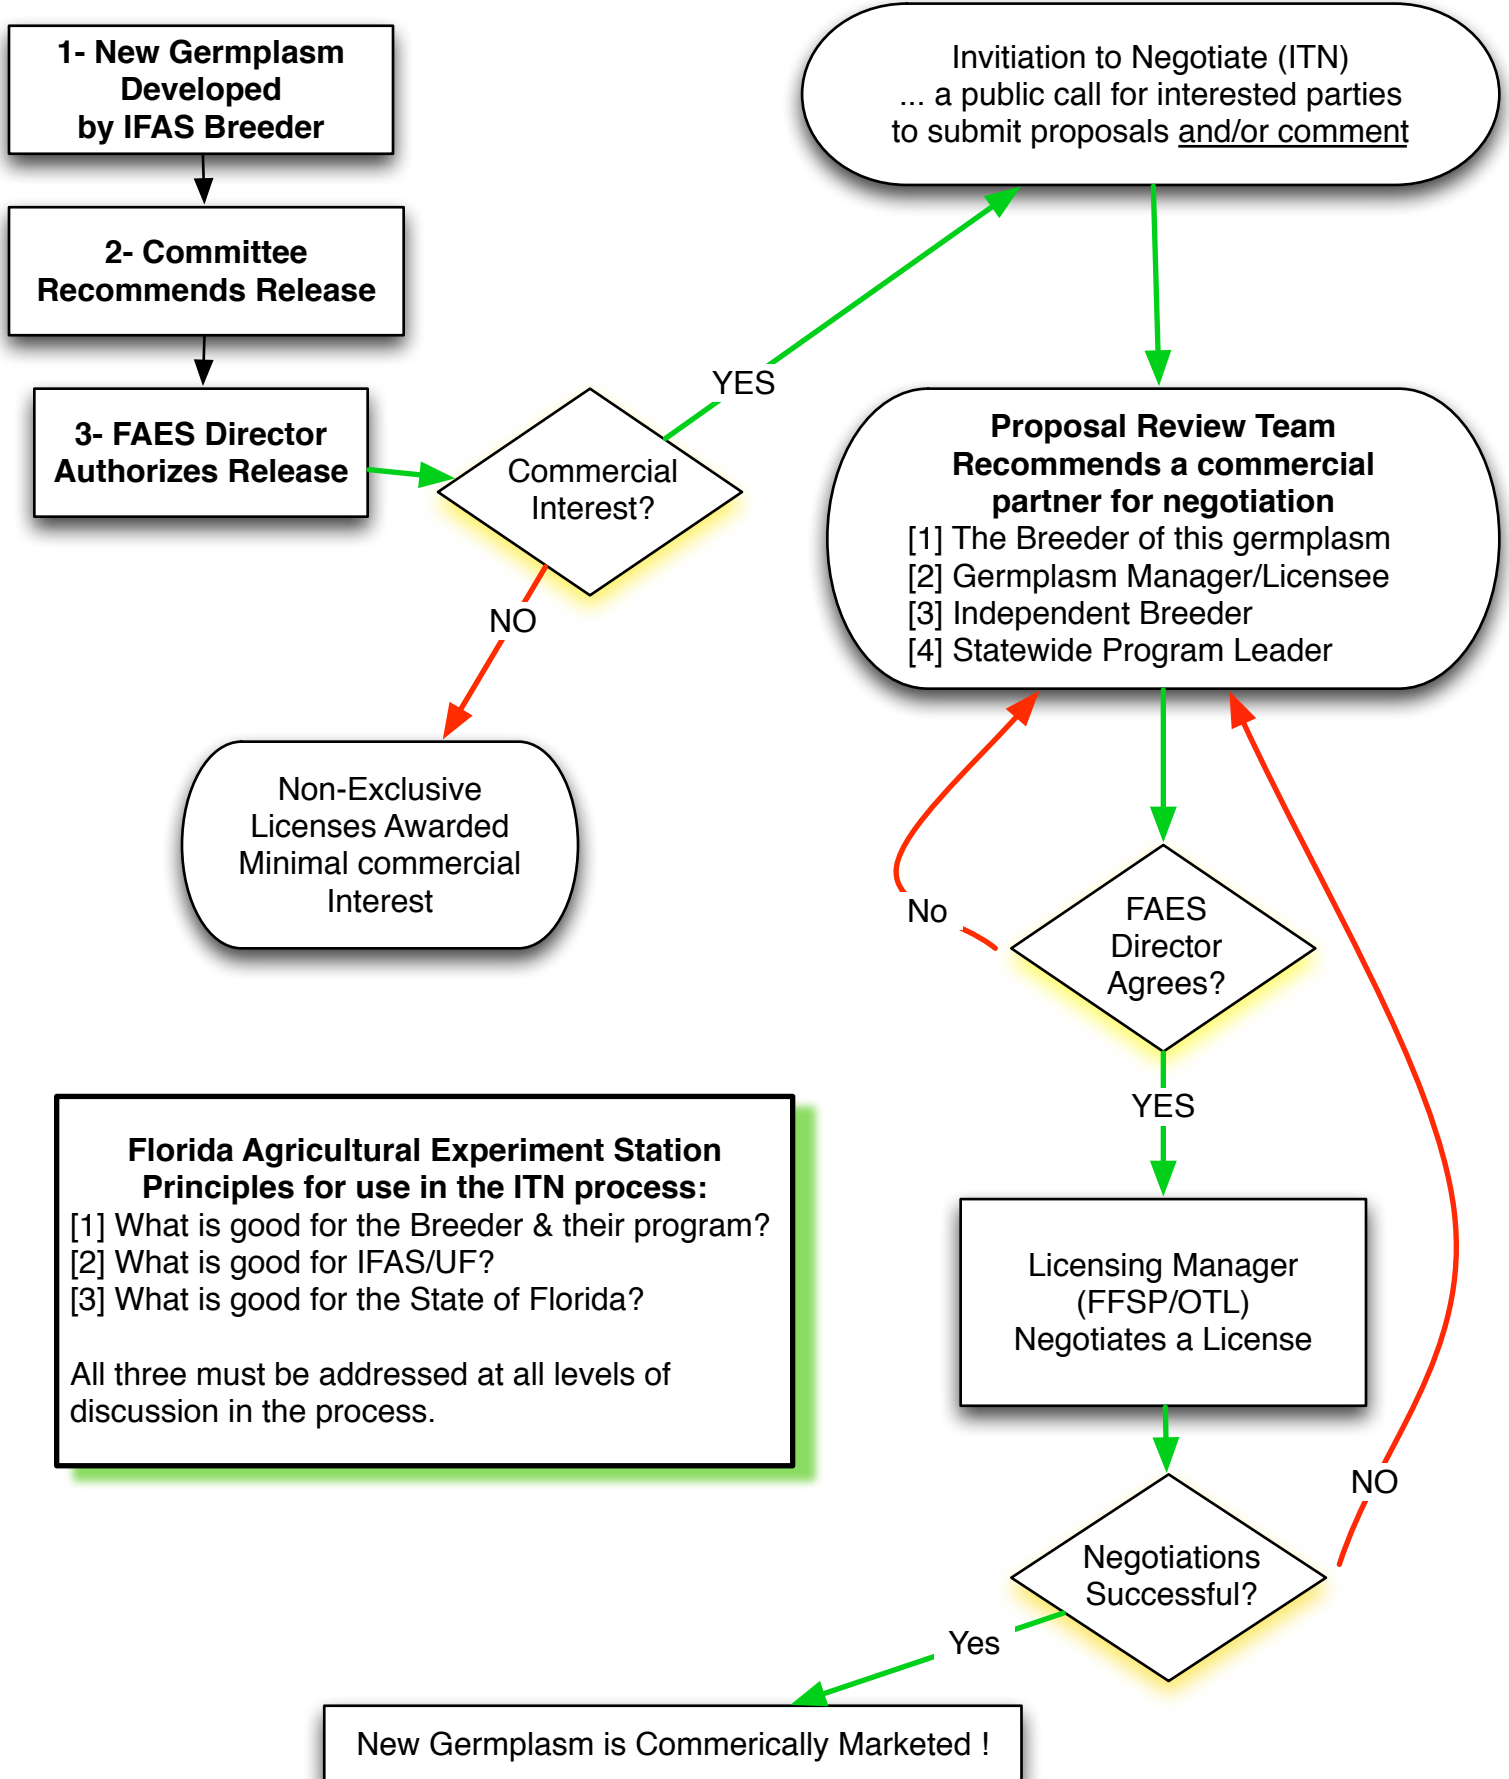 1- New Germplasm
Developed
by IFAS Breeder
2- Committee
Recommends Release
3- FAES Director
Authorizes Release
Commercial
Interest?
YES
NO
Non-Exclusive
Licenses Awarded
Minimal commercial
Interest
Invitiation to Negotiate (ITN)
... a public call for interested parties
to submit proposals and/or comment
Proposal Review Team
Recommends a commercial
partner for negotiation
[1] The Breeder of this germplasm
[2] Germplasm Manager/Licensee
[3] Independent Breeder
[4] Statewide Program Leader
FAES
Director
Agrees?
No
YES
Licensing Manager
(FFSP/OTL)
Negotiates a License
Negotiations
Successful?
NO
Yes
New Germplasm is Commerically Marketed !
Florida Agricultural Experiment Station
Principles for use in the ITN process:
[1] What is good for the Breeder & their program?
[2] What is good for IFAS/UF?
[3] What is good for the State of Florida?
All three must be addressed at all levels of
discussion in the process.